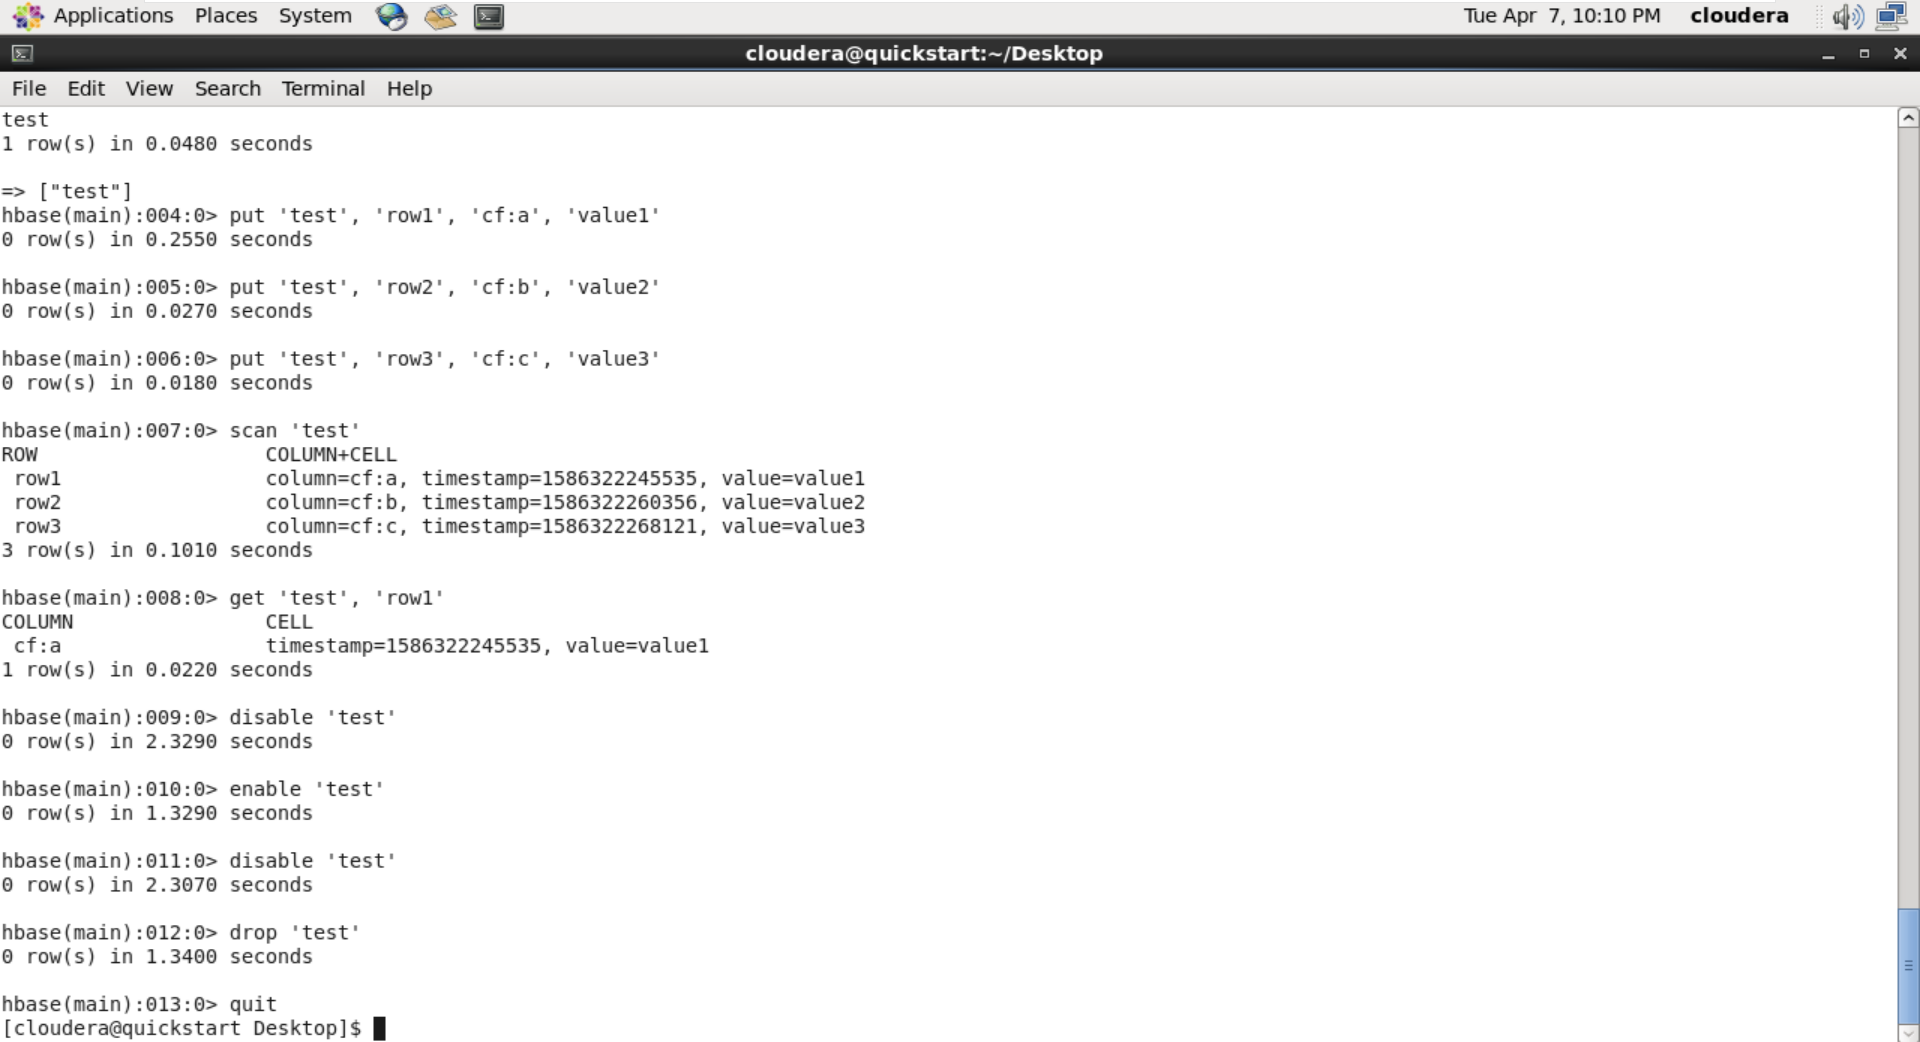 Applications Places System Tue Apr 7, 10:10 PM cloudera
cloudera@quickstart:~/Desktop
File Edit View Search Terminal Help
test
1 row(s) in 0.0480 seconds
=> ["test"]
hbase(main):004:0> put 'test', 'row1', 'cf:a', 'value1'
0 row(s) in 0.2550 seconds
hbase(main):005:0> put 'test', 'row2', 'cf:b', 'value2'
0 row(s) in 0.0270 seconds
hbase(main):006:0> put 'test', 'row3', 'cf:c', 'value3'
0 row(s) in 0.0180 seconds
hbase(main):007:0> scan 'test'
ROW COLUMN+CELL
row1 column=cf:a, timestamp=1586322245535, value=value1
row2 column=cf:b, timestamp=1586322260356, value=value2
row3 column=cf:c, timestamp=1586322268121, value=value3
3 row(s) in 0.1010 seconds
hbase(main):008:0> get 'test', 'row1'
COLUMN CELL
cf:a timestamp=1586322245535, value=value1
1 row(s) in 0.0220 seconds
hbase(main):009:0> disable 'test'
0 row(s) in 2.3290 seconds
hbase(main):010:0> enable 'test'
0 row(s) in 1.3290 seconds
hbase(main):011:0> disable 'test'
0 row(s) in 2.3070 seconds
hbase(main):012:0> drop 'test'
0 row(s) in 1.3400 seconds
hbase(main):013:0> quit
[cloudera@quickstart Desktop]$